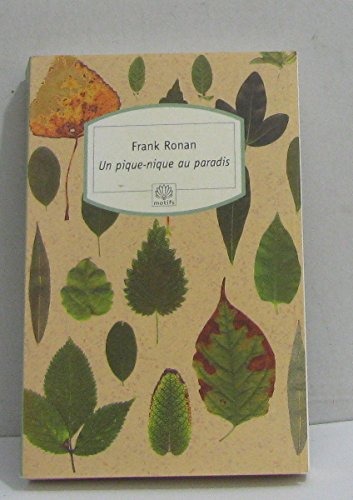 Frank Ronan
Un pique-nique au paradis
motifs